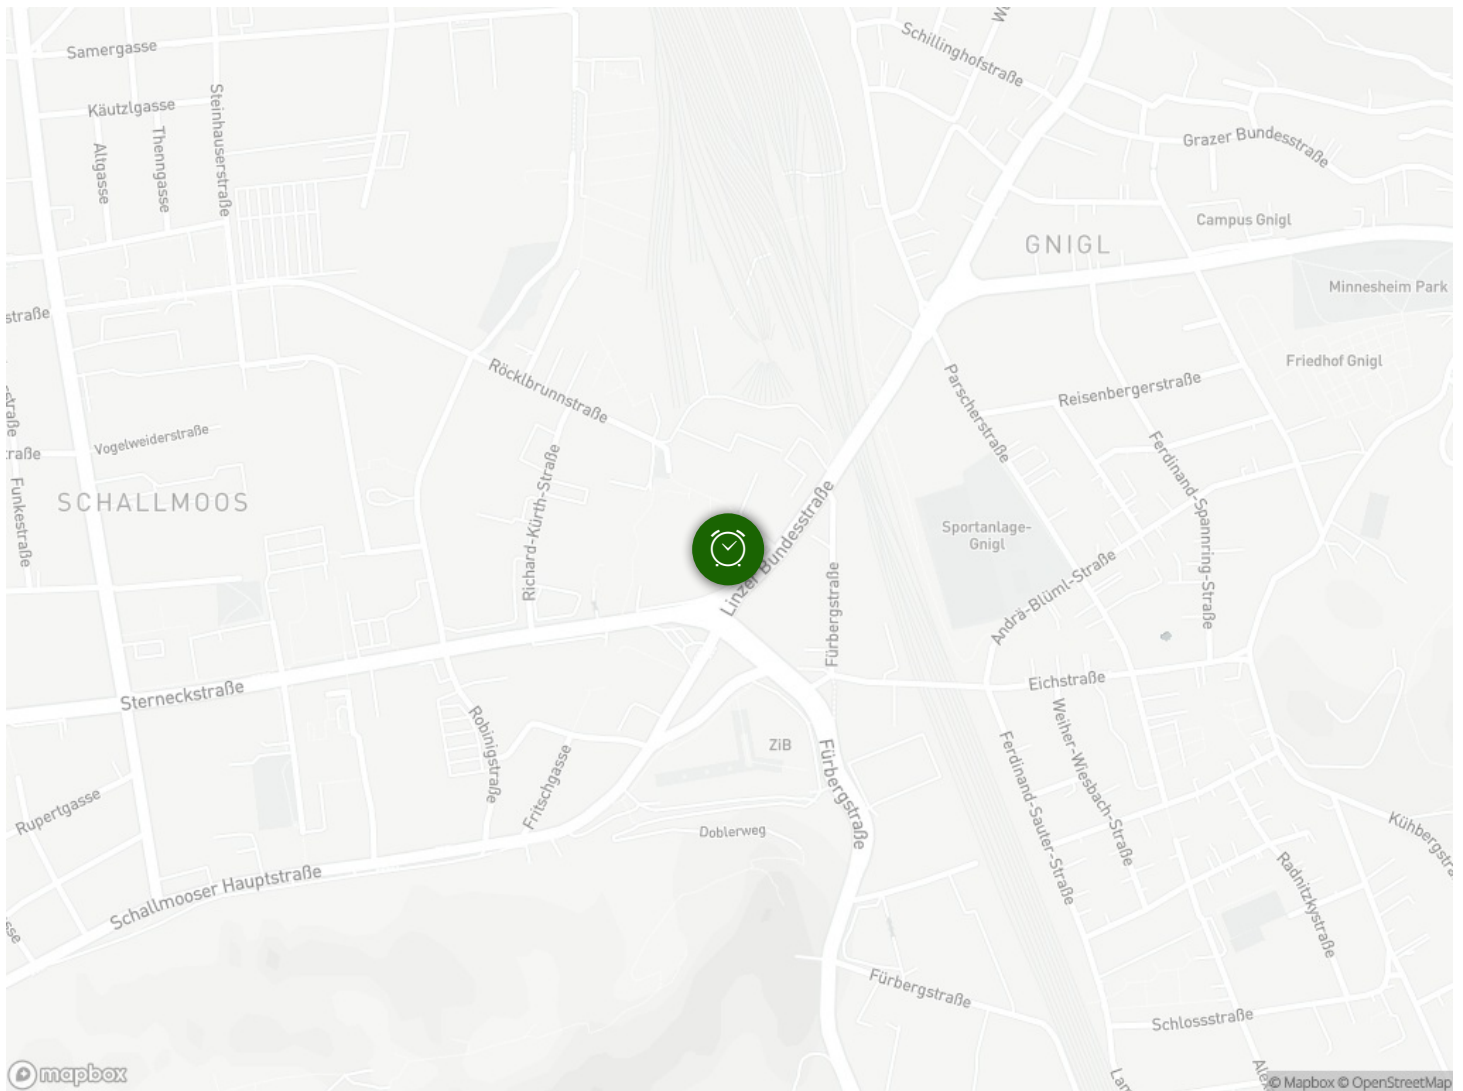 Samergasse
Schillinghofstraße
Käutzlgasse
Steinhauserstraße
Thenngasse
Altgasse
Grazer Bundesstraße
Campus Gnigl
GNIGL
Minnesheim Park
straße
Friedhof Gnigl
Röcklbrunnstraße
Parscherstraße
Reisenbergerstraße
Vogelweiderstraße
raße
Funkestraße
SCHALLMOOS
Richard-Kürth-Straße
Ferdinand-Spannring-Straße
Sportanlage-
Gnigl
Linzer Bundesstraße
Fürbergstraße
Andrä-Blüml-Straße
Eichstraße
Sterneckstraße
Robinigstraße
Weiher-Wiesbach-Straße
ZiB
Fritschgasse
Fürbergstraße
Ferdinand-Sauter-Straße
Rupertgasse
Doblerweg
Kühbergstra
Radnitzkystraße
Schallmooser Hauptstraße
Fürbergstraße
Schlossstraße
mapbox
© Mapbox © OpenStreetMap